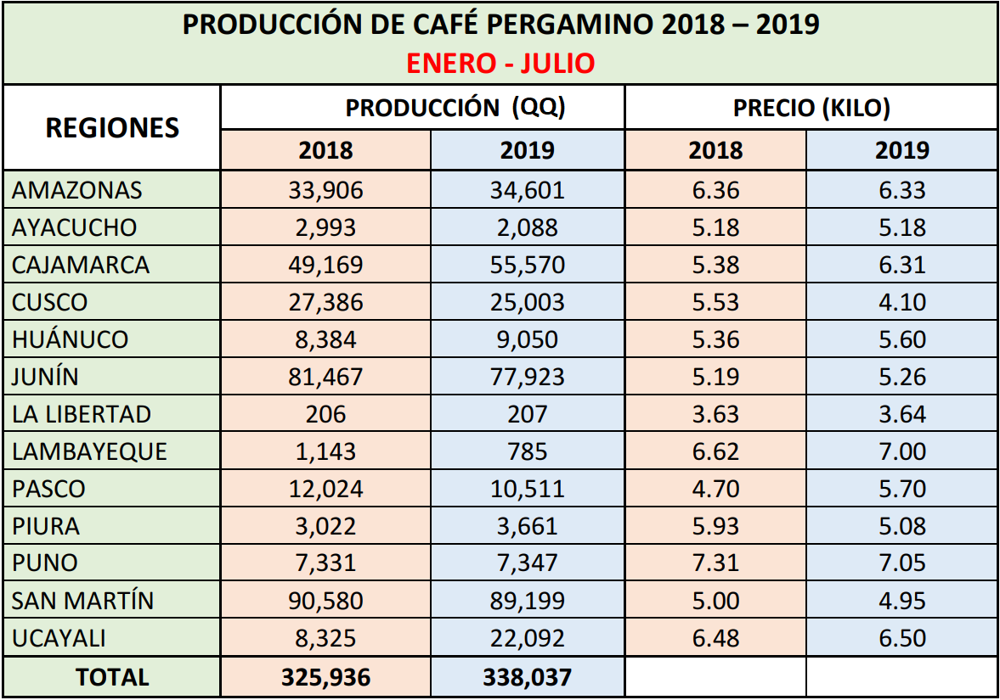 PRODUCCIÓN DE CAFÉ PERGAMINO 2018 – 2019
ENERO - JULIO
REGIONES PRODUCCIÓN (QQ) PRECIO (KILO)
2018 2019 2018 2019
AMAZONAS 33,906 34,601 6.36 6.33
AYACUCHO 2,993 2,088 5.18 5.18
CAJAMARCA 49,169 55,570 5.38 6.31
CUSCO 27,386 25,003 5.53 4.10
HUÁNUCO 8,384 9,050 5.36 5.60
JUNÍN 81,467 77,923 5.19 5.26
LA LIBERTAD 206 207 3.63 3.64
LAMBAYEQUE 1,143 785 6.62 7.00
PASCO 12,024 10,511 4.70 5.70
PIURA 3,022 3,661 5.93 5.08
PUNO 7,331 7,347 7.31 7.05
SAN MARTÍN 90,580 89,199 5.00 4.95
UCAYALI 8,325 22,092 6.48 6.50
TOTAL 325,936 338,037